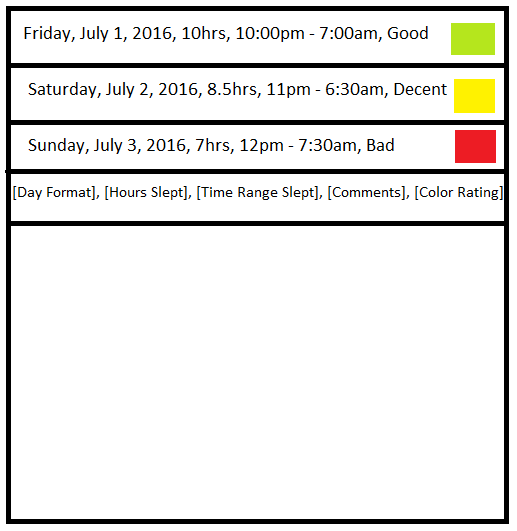 Friday, July 1, 2016, 10hrs, 10:00pm - 7:00am, Good
Saturday, July 2, 2016, 8.5hrs, 11pm - 6:30am, Decent
Sunday, July 3, 2016, 7hrs, 12pm - 7:30am, Bad
[Day Format], [Hours Slept], [Time Range Slept], [Comments], [Color Rating]